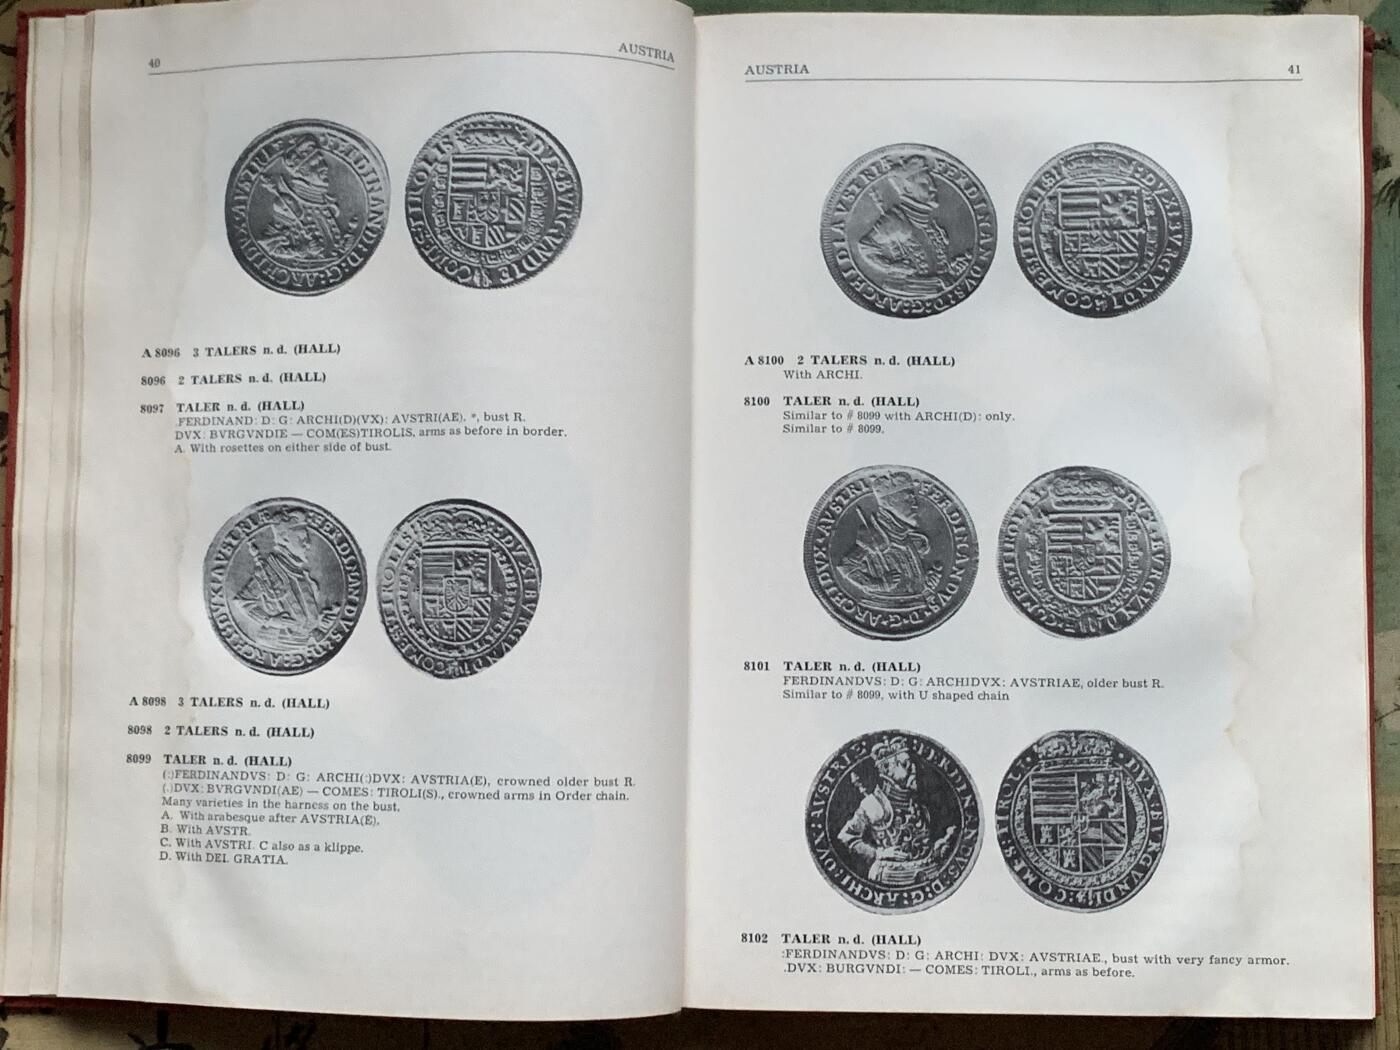 40
AUSTRIA
A 8096 3 TALERS n. d. (HALL)
8096 2 TALERS n. d. (HALL)
8097 TALER n. d. (HALL)
.FERDINAND: D: G: ARCHI(D)(VX): AVSTRI(AE). *, bust R.
DVX: BVRGVNDIE — COM(ES)TIROLIS, arms as before in border.
A. With rosettes on either side of bust.
A 8098 3 TALERS n. d. (HALL)
8098 2 TALERS n. d. (HALL)
8099 TALER n. d. (HALL)
(:)FERDINANDVS: D: G: ARCHI(:)DVX: AVSTRIA(E), crowned older bust R.
(.)DVX: BVRGVNDI(AE) — COMES: TIROLI(S)., crowned arms in Order chain.
Many varieties in the harness on the bust.
A. With arabesque after AVSTRIA(E).
B. With AVSTR.
C. With AVSTRI. C also as a klippe.
D. With DEI. GRATIA.
AUSTRIA
41
A 8100 2 TALERS n. d. (HALL)
With ARCHI.
8100 TALER n. d. (HALL)
Similar to # 8099 with ARCHI(D): only.
Similar to # 8099.
8101 TALER n. d. (HALL)
FERDINANDVS: D: G: ARCHIDVX: AVSTRIAE, older bust R.
Similar to # 8099, with U shaped chain
8102 TALER n. d. (HALL)
:FERDINANDVS: D: G: ARCHI: DVX: AVSTRIAE., bust with very fancy armor.
.DVX: BURGVNDI: — COMES: TIROLI., arms as before.